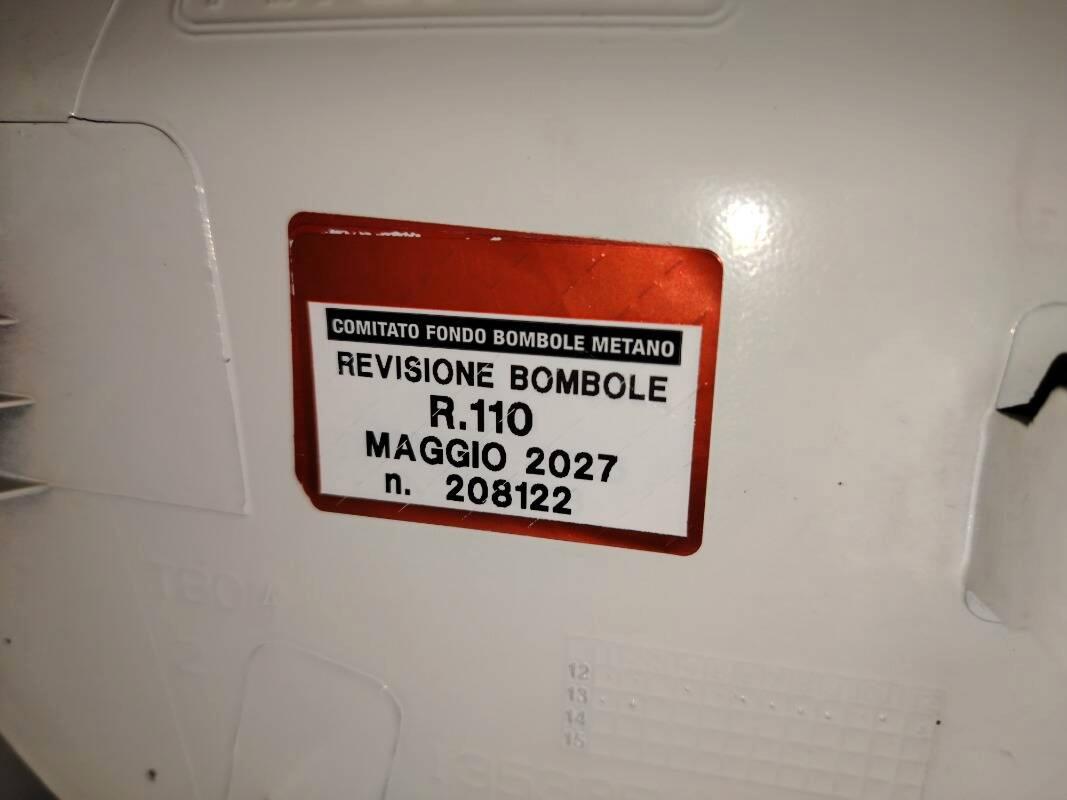 COMITATO FONDO BOMBOLE METANO
REVISIONE BOMBOLE
R.110
MAGGIO 2027
n. 208122
12
13
14
15